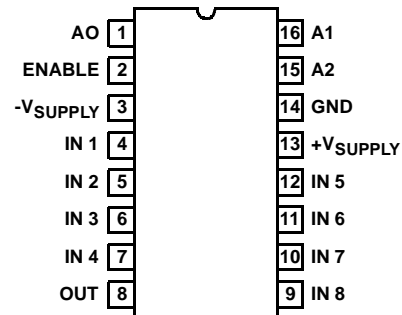 AO 1 16 A1
ENABLE 2 15 A2
-VSUPPLY 3 14 GND
IN 1 4 13 +VSUPPLY
IN 2 5 12 IN 5
IN 3 6 11 IN 6
IN 4 7 10 IN 7
OUT 8 9 IN 8